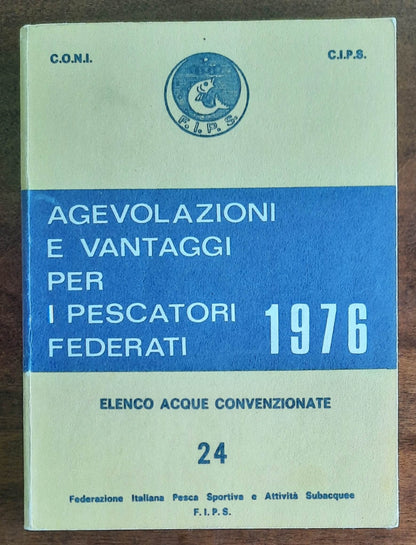 C.O.N.I. C.I.P.S.
F.I.P.S.
AGEVOLAZIONI
E VANTAGGI
PER
I PESCATORI 1976
FEDERATI
ELENCO ACQUE CONVENZIONATE
24
Federazione Italiana Pesca Sportiva e Attività Subacquee
F.I.P.S.